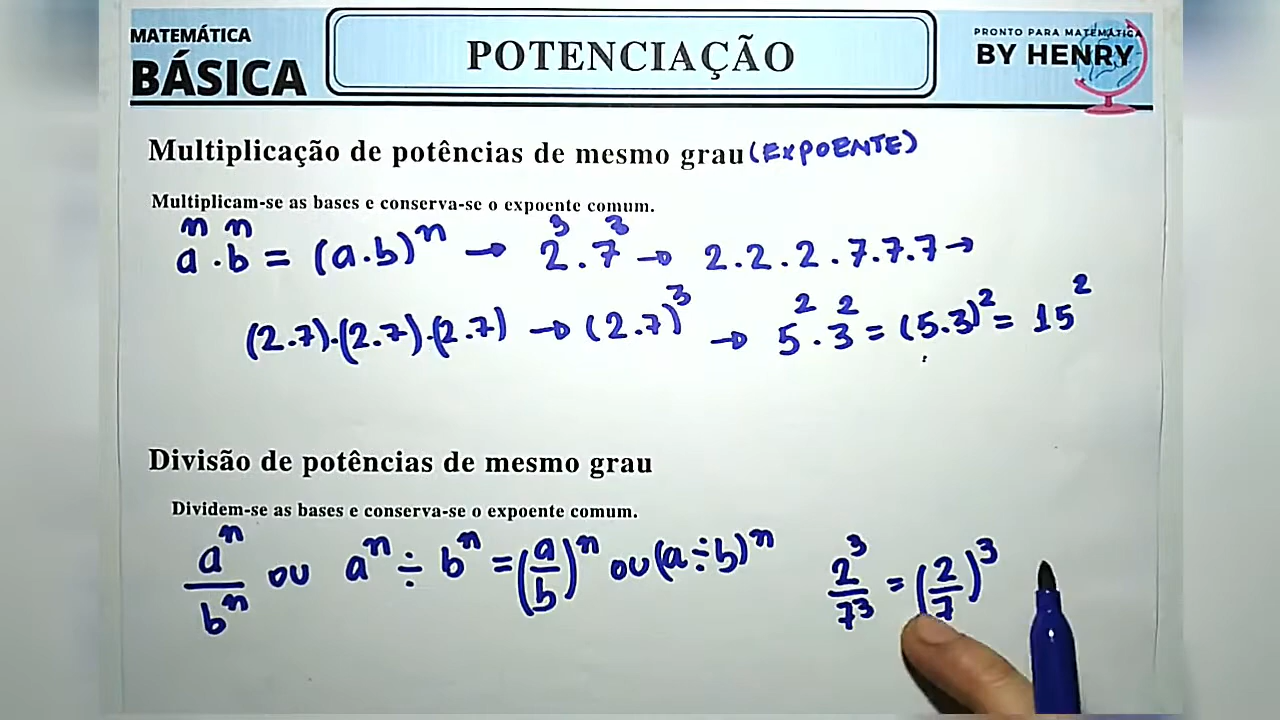 MATEMÁTICA
BÁSICA
POTENCIAÇÃO
PRONTO PARA MATEMÁTICA
BY HENRY
Multiplicação de potências de mesmo grau (EXPOENTE)
Multiplicam-se as bases e conserva-se o expoente comum.
aⁿ . bⁿ = (a.b)ⁿ → 2³ . 7³ → 2.2.2.7.7.7 →
(2.7).(2.7).(2.7) → (2.7)³ → 5² . 3² = (5.3)² = 15²
Divisão de potências de mesmo grau
Dividem-se as bases e conserva-se o expoente comum.
aⁿ/bⁿ ou aⁿ ÷ bⁿ = (a/b)ⁿ ou (a÷b)ⁿ 2³/7³ = (2/7)³